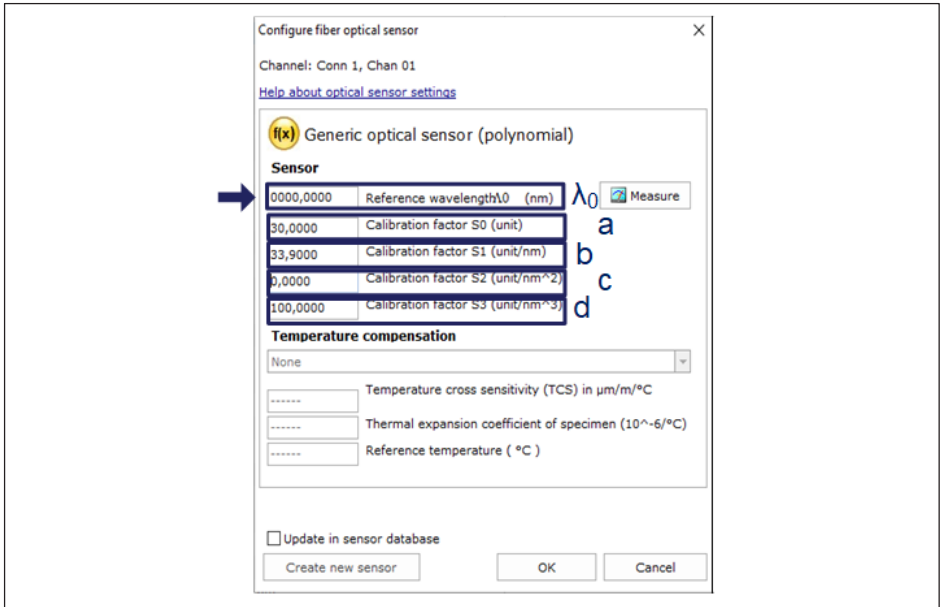 Configure fiber optical sensor
Channel: Conn 1, Chan 01
Help about optical sensor settings
f(x) Generic optical sensor (polynomial)
Sensor
0000,0000 Reference wavelength\0 (nm) λ0 Measure
30,0000 Calibration factor S0 (unit) a
33,9000 Calibration factor S1 (unit/nm) b
0,0000 Calibration factor S2 (unit/nm^2) c
100,0000 Calibration factor S3 (unit/nm^3) d
Temperature compensation
None
------ Temperature cross sensitivity (TCS) in μm/m/°C
------ Thermal expansion coefficient of specimen (10^-6/°C)
------ Reference temperature ( °C )
Update in sensor database
Create new sensor OK Cancel